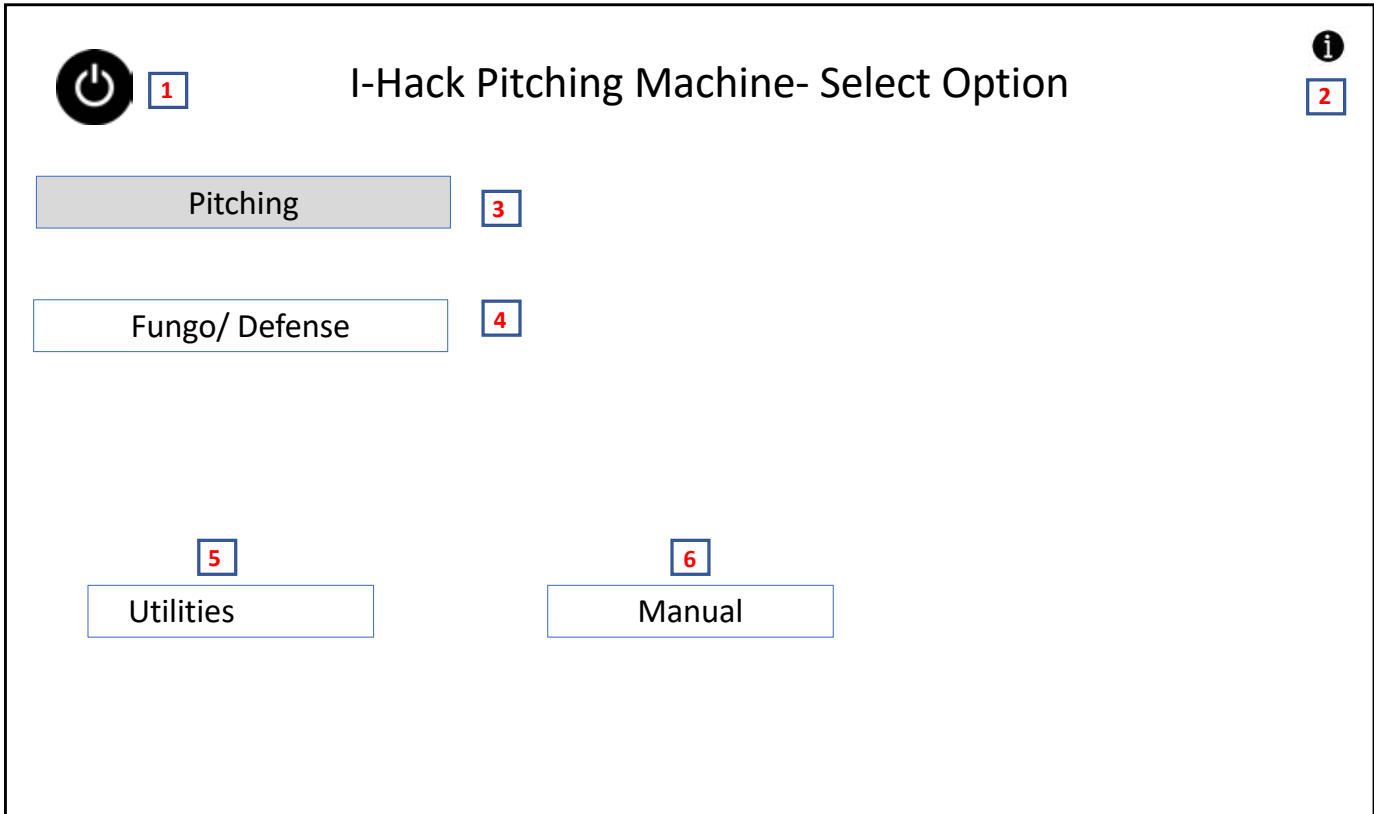 1
I-Hack Pitching Machine- Select Option
2
Pitching
3
Fungo/ Defense
4
5
6
Utilities
Manual